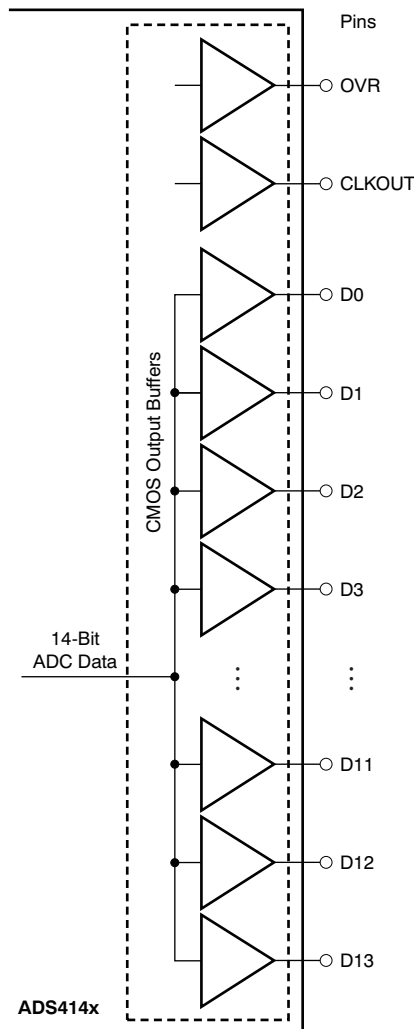 Pins
OVR
CLKOUT
D0
CMOS Output Buffers
D1
D2
D3
14-Bit
ADC Data
D11
D12
D13
ADS414x